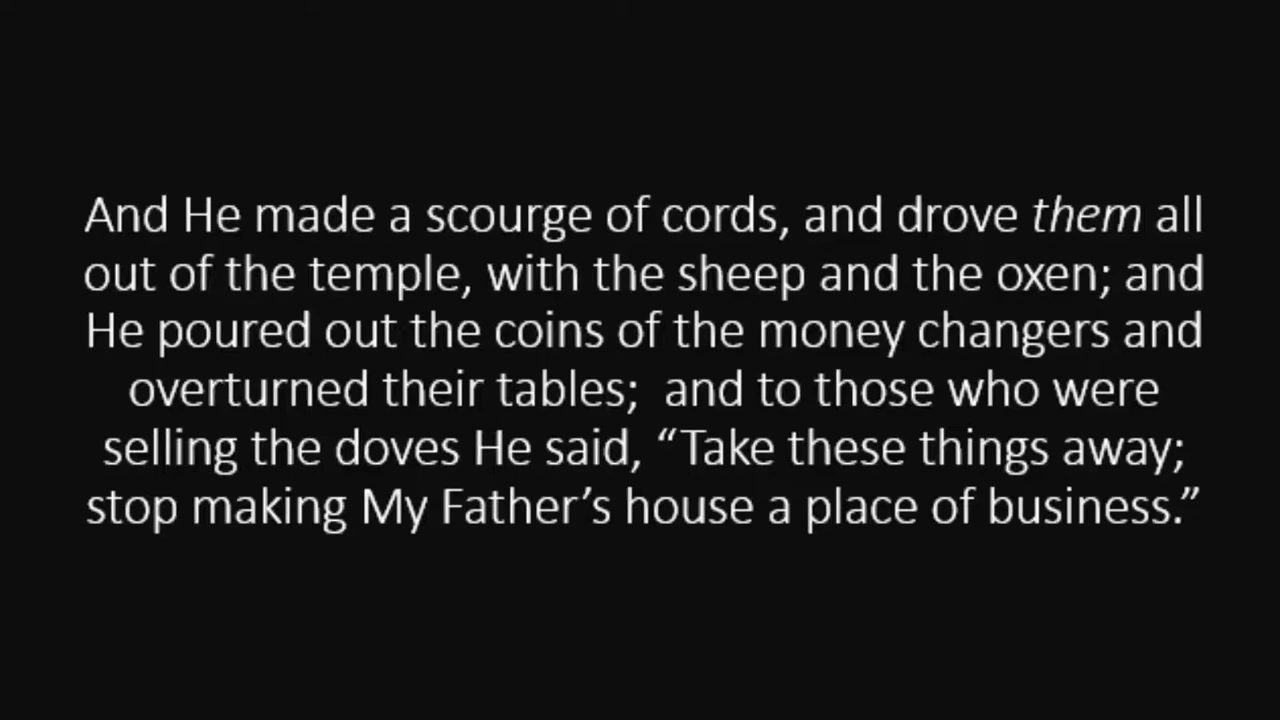 And He made a scourge of cords, and drove them all
out of the temple, with the sheep and the oxen; and
He poured out the coins of the money changers and
overturned their tables;  and to those who were
selling the doves He said, “Take these things away;
stop making My Father’s house a place of business.”